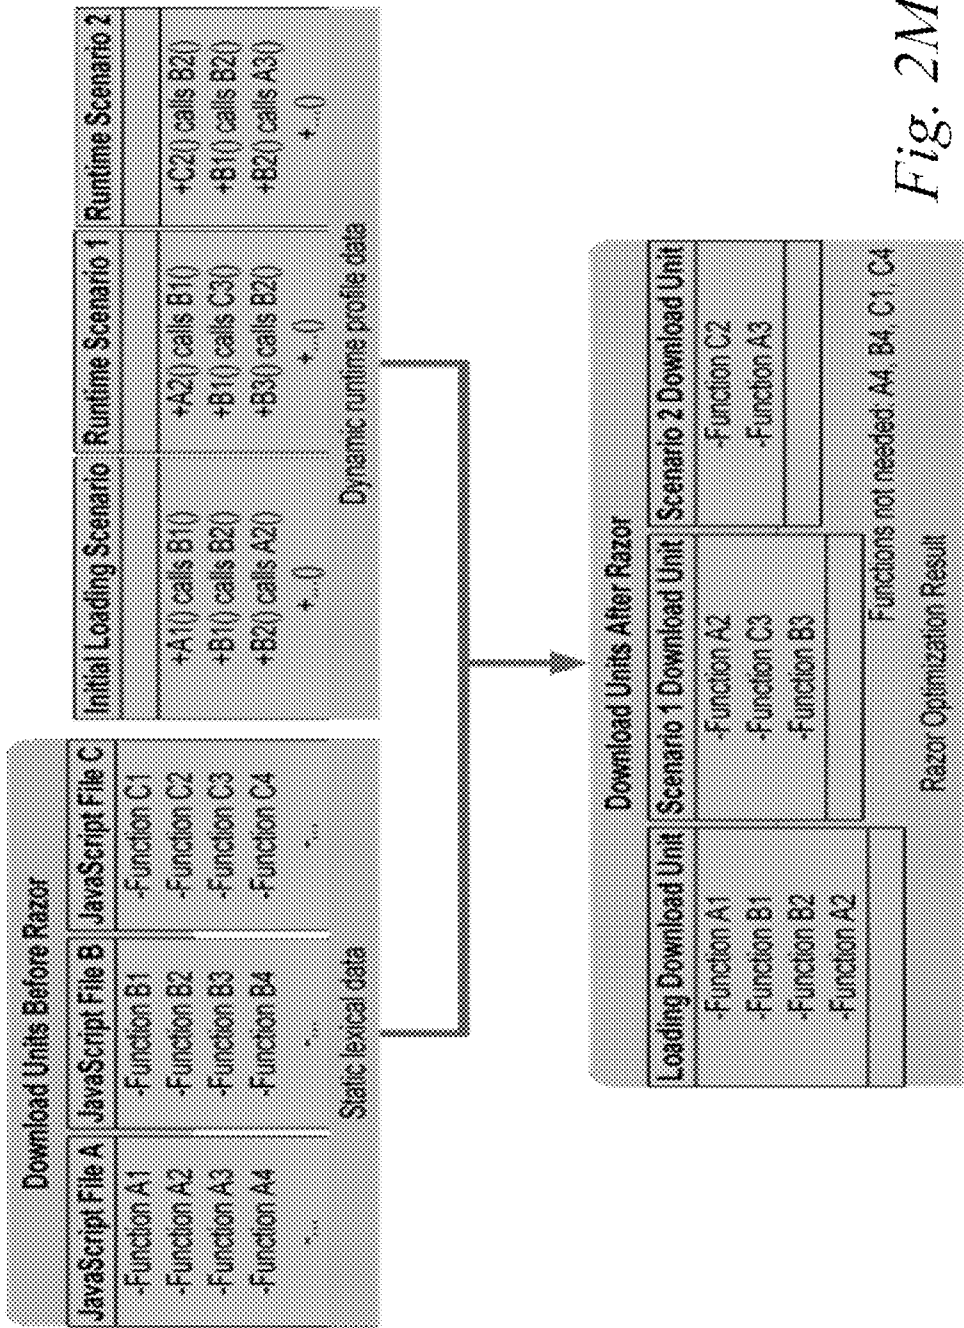 Download Units Before Razor
JavaScript File A
-Function A1
-Function A2
-Function A3
-Function A4
-...
JavaScript File B
-Function B1
-Function B2
-Function B3
-Function B4
-...
JavaScript File C
-Function C1
-Function C2
-Function C3
-Function C4
-...
Static lexical data
Initial Loading Scenario
+A1() calls B1()
+B1() calls B2()
+B2() calls A2()
+...()
Runtime Scenario 1
+A2() calls B1()
+B1() calls C3()
+B3() calls B2()
+...()
Runtime Scenario 2
+C2() calls B2()
+B1() calls B2()
+B2() calls A3()
+...()
Dynamic runtime profile data
Download Units After Razor
Loading Download Unit
-Function A1
-Function B1
-Function B2
-Function A2
Scenario 1 Download Unit
-Function A2
-Function C3
-Function B3
Scenario 2 Download Unit
-Function C2
-Function A3
Functions not needed: A4, B4, C1, C4
Razor Optimization Result
Fig. 2M